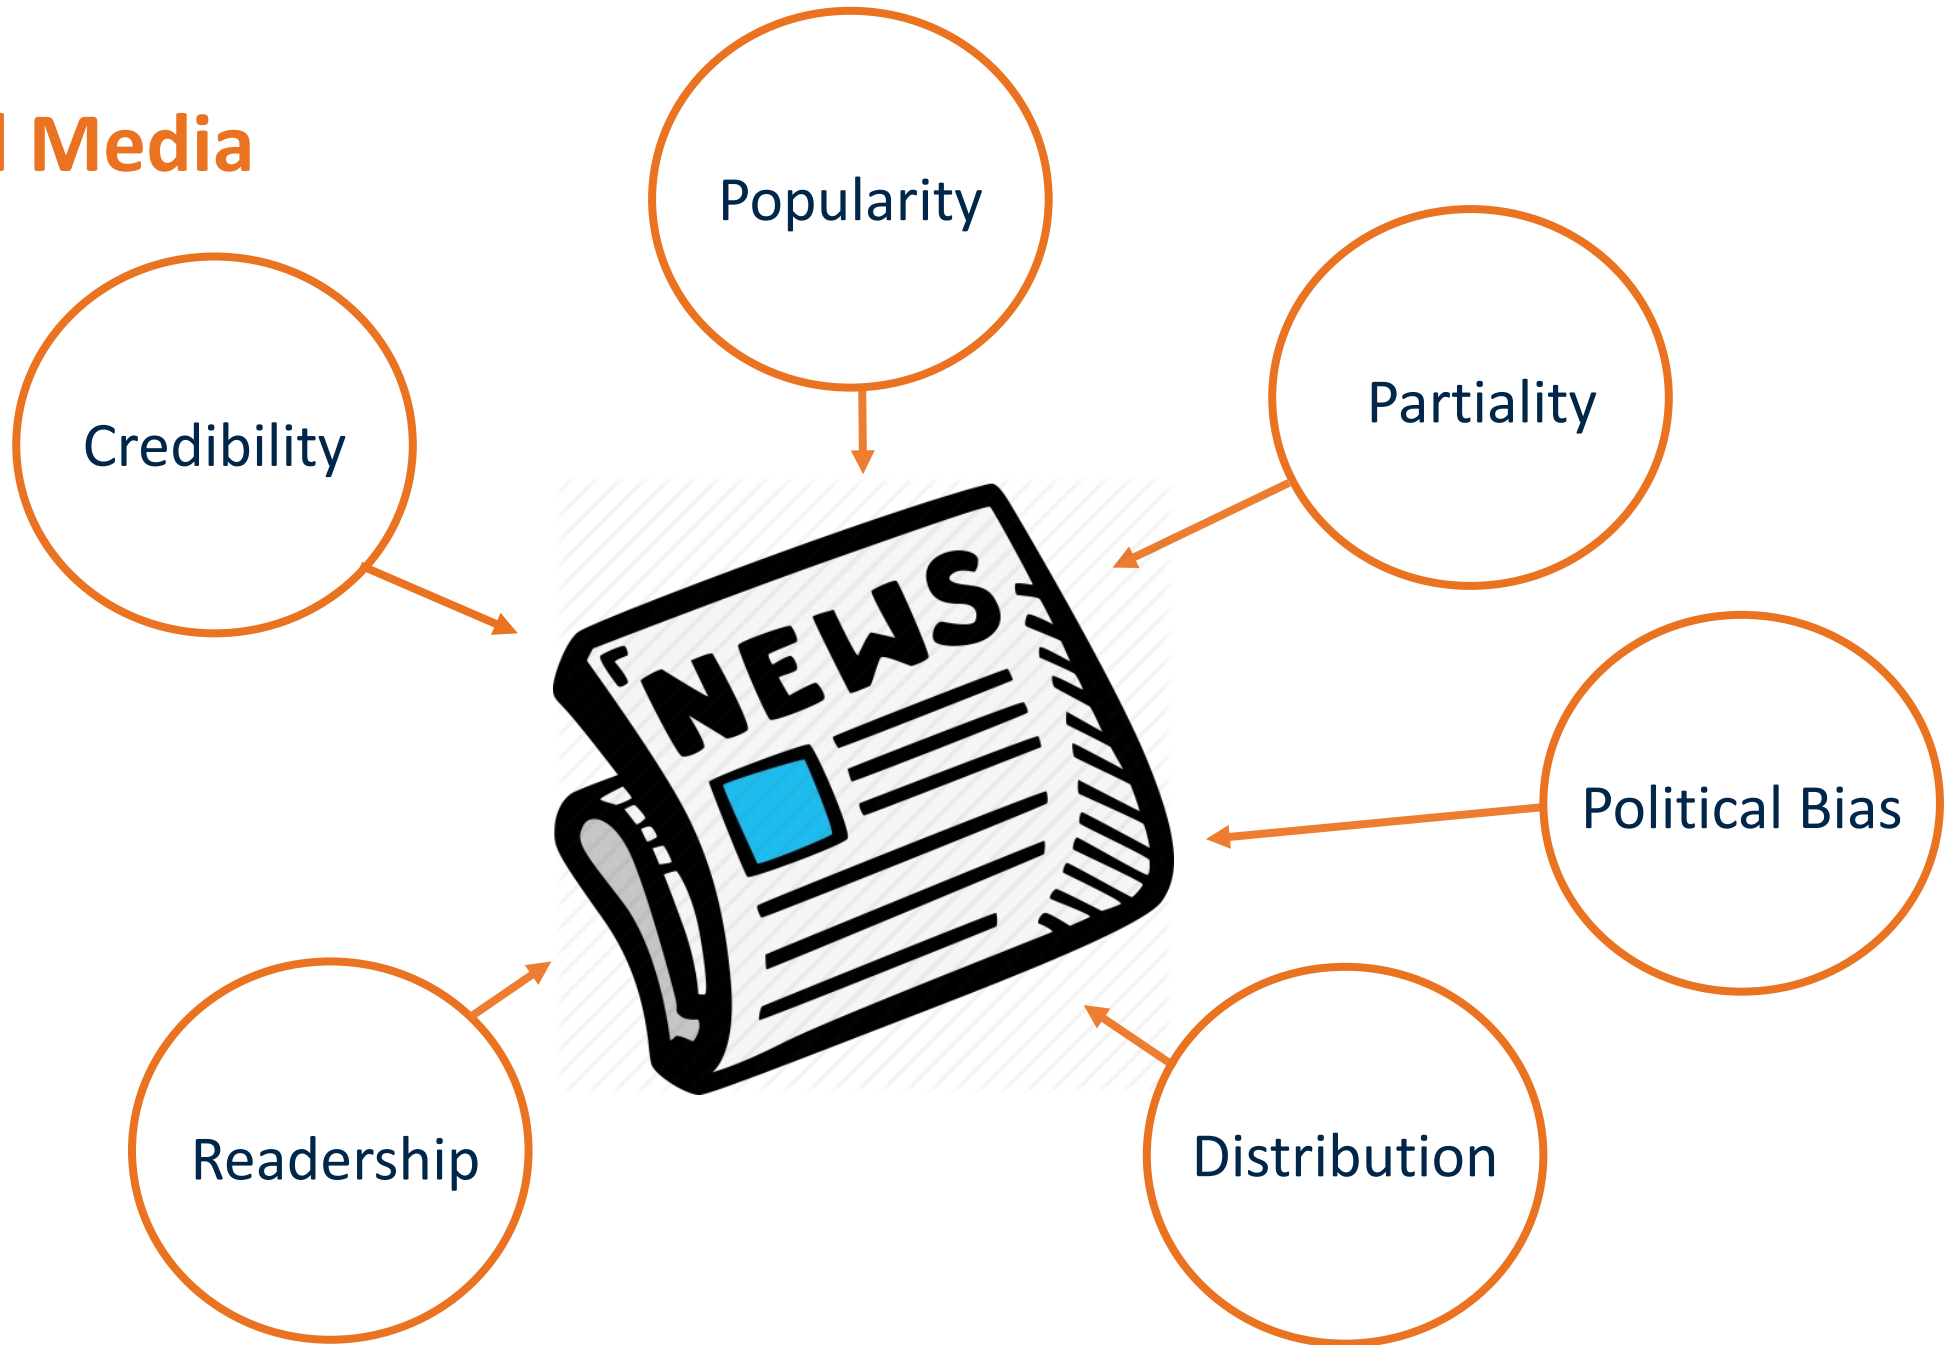 Media
Popularity
Partiality
Credibility
NEWS
Political Bias
Readership
Distribution